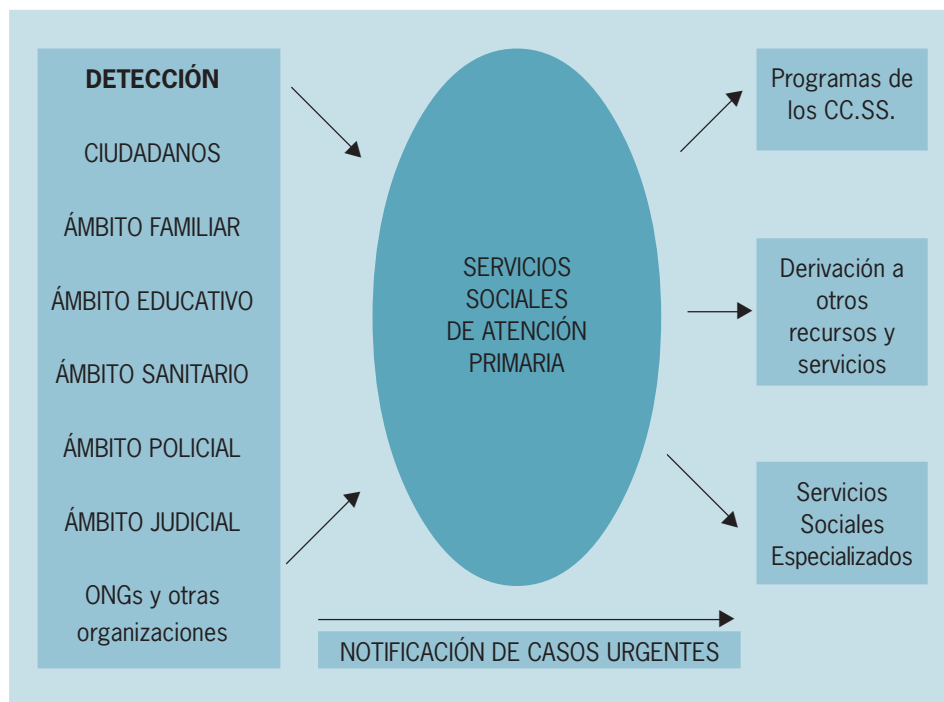 DETECCIÓN
CIUDADANOS
ÁMBITO FAMILIAR
ÁMBITO EDUCATIVO
ÁMBITO SANITARIO
ÁMBITO POLICIAL
ÁMBITO JUDICIAL
ONGs y otras
organizaciones
SERVICIOS
SOCIALES
DE ATENCIÓN
PRIMARIA
Programas de
los CC.SS.
Derivación a
otros
recursos y
servicios
Servicios
Sociales
Especializados
NOTIFICACIÓN DE CASOS URGENTES